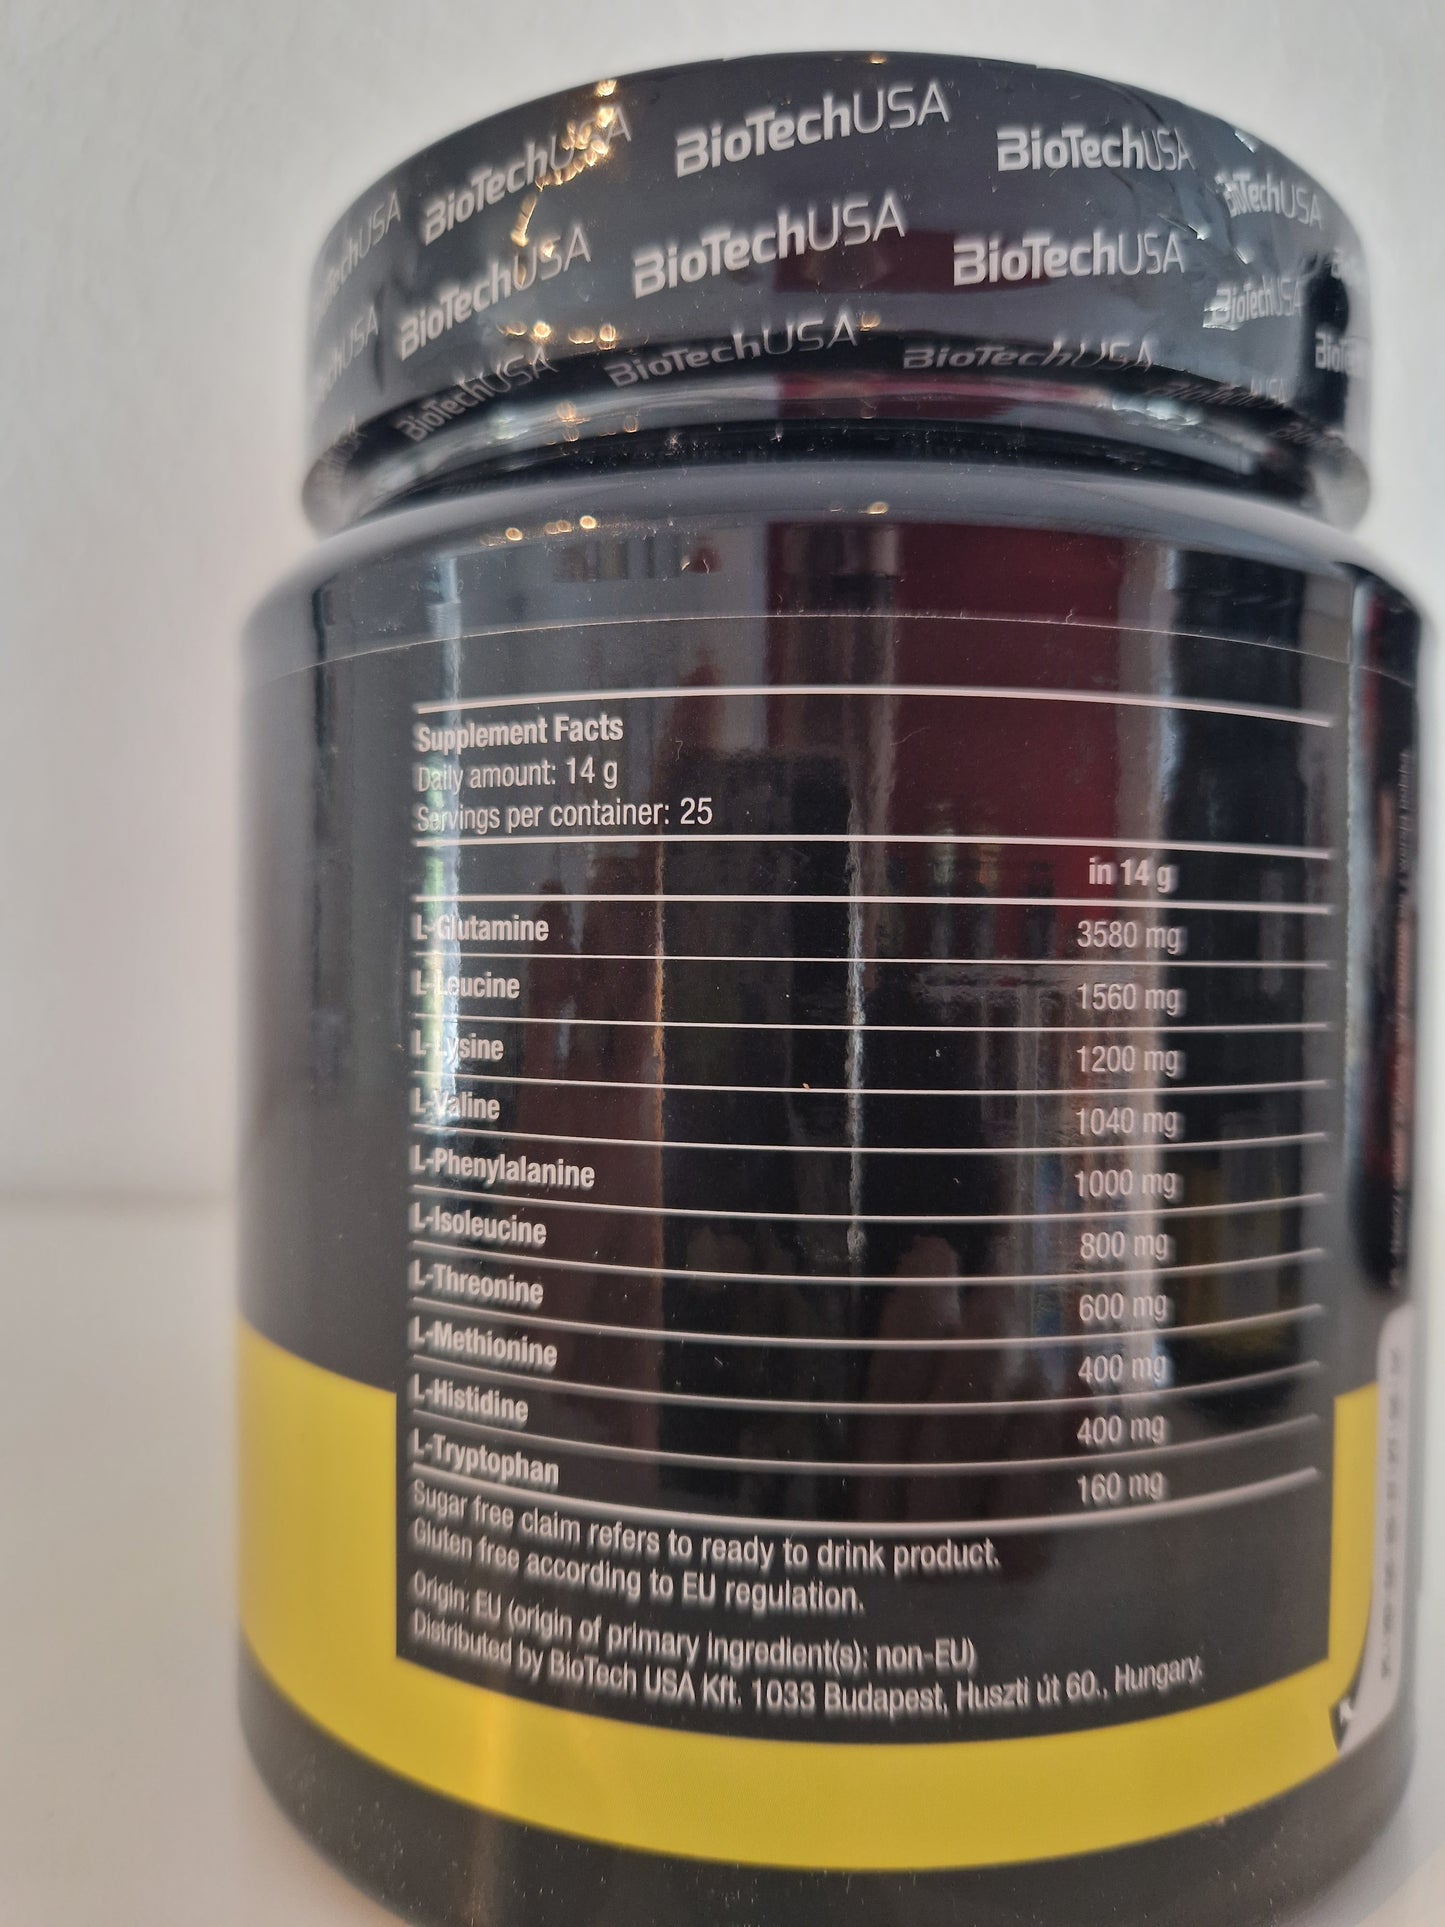 BioTechUSA BioTechUSA BioTechUSA
BioTechUSA BioTechUSA BioTechUSA BioTechUSA
BioTechUSA BioTechUSA BioTechUSA
Supplement Facts
Daily amount: 14 g
Servings per container: 25
in 14 g
L-Glutamine 3580 mg
L-Leucine 1560 mg
L-Lysine 1200 mg
L-Valine 1040 mg
L-Phenylalanine 1000 mg
L-Isoleucine 800 mg
L-Threonine 600 mg
L-Methionine 400 mg
L-Histidine 400 mg
L-Tryptophan 160 mg
Sugar free claim refers to ready to drink product.
Gluten free according to EU regulation.
Origin: EU (origin of primary ingredient(s): non-EU)
Distributed by BioTech USA Kft. 1033 Budapest, Huszti út 60., Hungary.